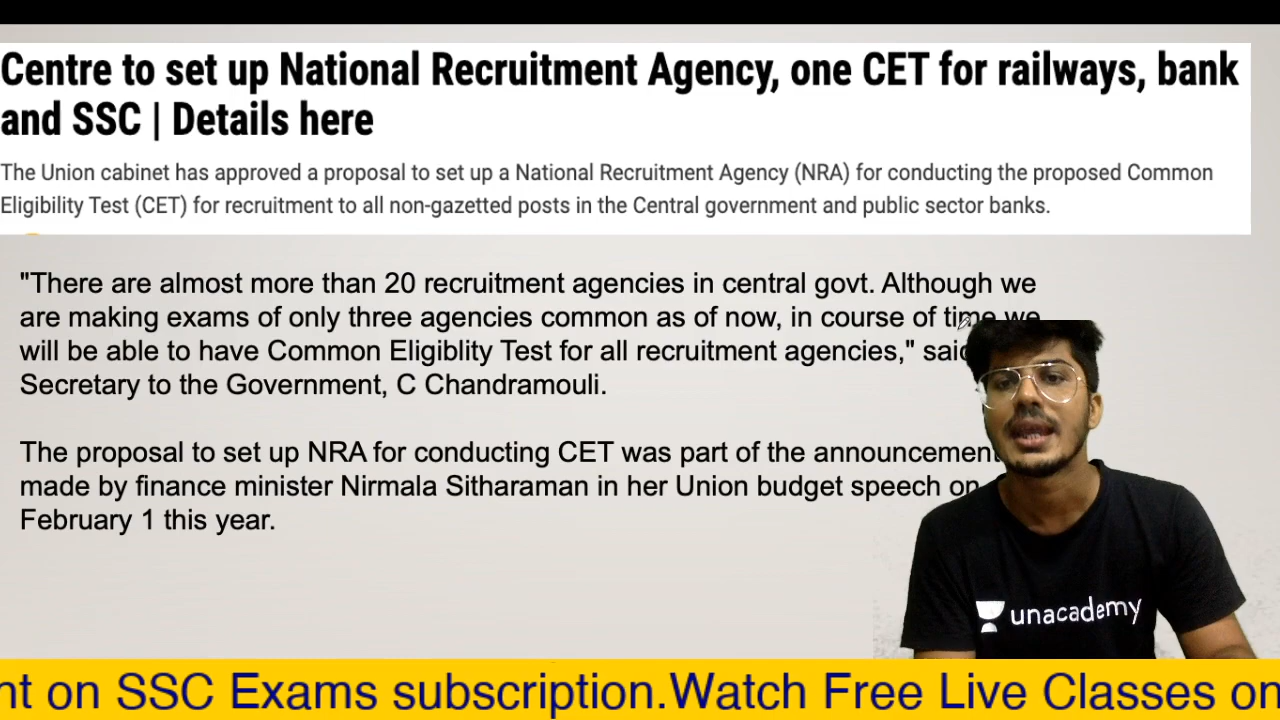 Centre to set up National Recruitment Agency, one CET for railways, bank
and SSC | Details here
The Union cabinet has approved a proposal to set up a National Recruitment Agency (NRA) for conducting the proposed Common
Eligibility Test (CET) for recruitment to all non-gazetted posts in the Central government and public sector banks.
"There are almost more than 20 recruitment agencies in central govt. Although we
are making exams of only three agencies common as of now, in course of time we
will be able to have Common Eligiblity Test for all recruitment agencies," said
Secretary to the Government, C Chandramouli.
The proposal to set up NRA for conducting CET was part of the announcement
made by finance minister Nirmala Sitharaman in her Union budget speech on
February 1 this year.
unacademy
nt on SSC Exams subscription.Watch Free Live Classes on